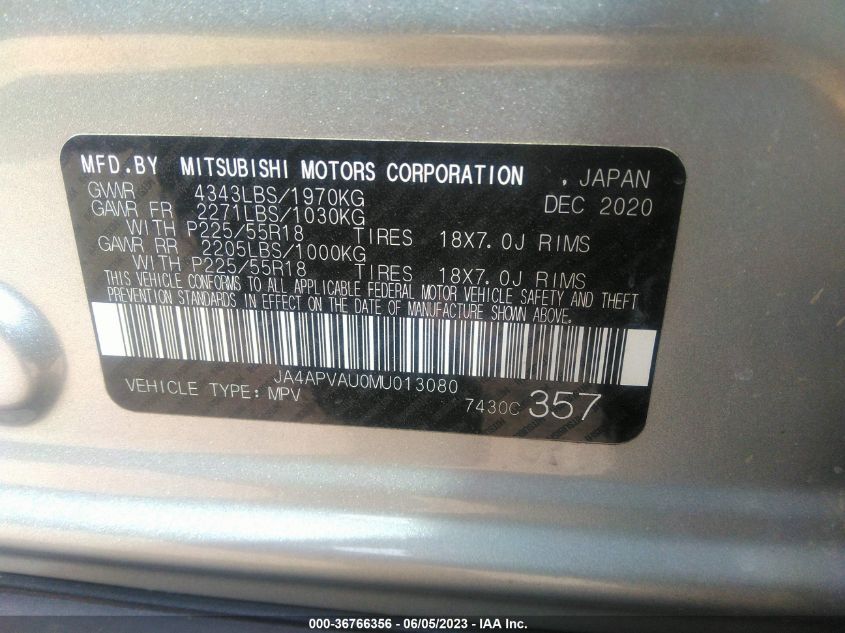 MFD.BY MITSUBISHI MOTORS CORPORATION , JAPAN
GVWR 4343LBS/1970KG DEC 2020
GAWR FR 2271LBS/1030KG
WITH P225/55R18 TIRES 18X7.0J RIMS
GAWR RR 2205LBS/1000KG
WITH P225/55R18 TIRES 18X7.0J RIMS
THIS VEHICLE CONFORMS TO ALL APPLICABLE FEDERAL MOTOR VEHICLE SAFETY AND THEFT
PREVENTION STANDARDS IN EFFECT ON THE DATE OF MANUFACTURE SHOWN ABOVE.
JA4APVAU0MU013080
VEHICLE TYPE: MPV 7430C 357
000-36766356 - 06/05/2023 - IAA Inc.